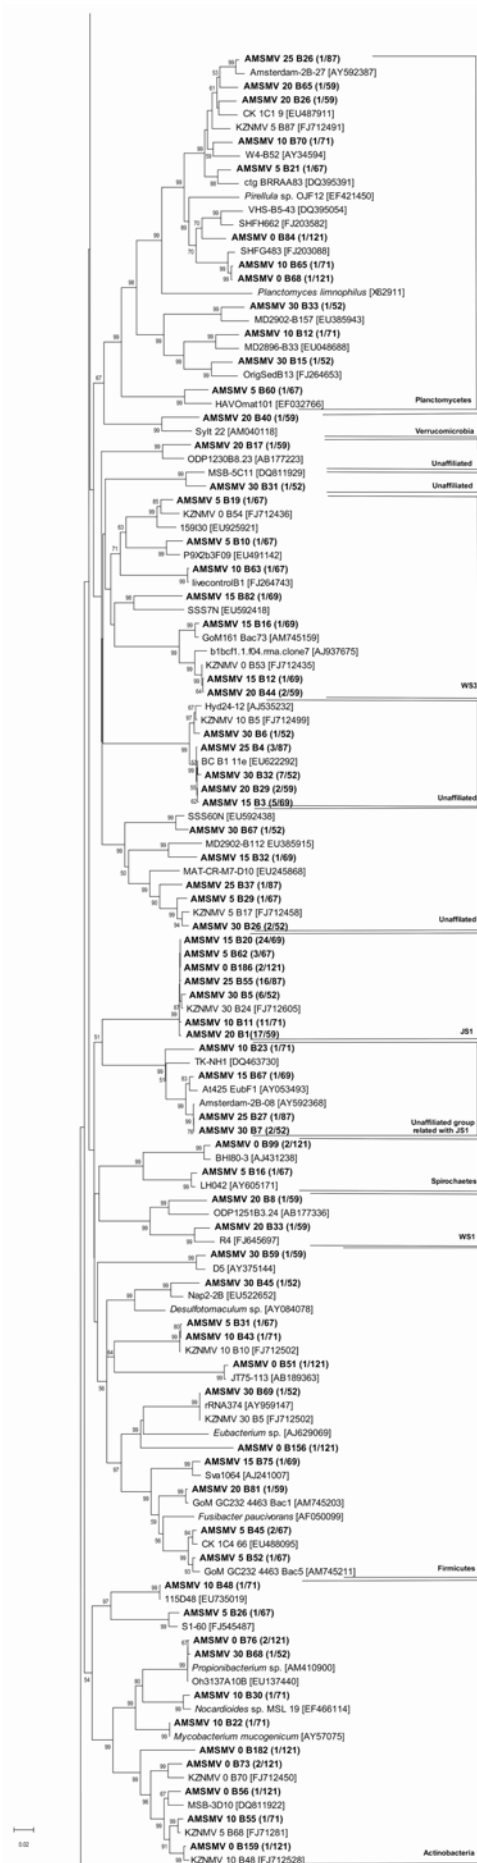 AMSMV 25 B26 (1/87)
Amsterdam-2B-27 [AY592387]
AMSMV 20 B65 (1/59)
AMSMV 20 B26 (1/59)
CK 1C1 9 [EU487911]
KZNMV 5 B87 [FJ712491]
AMSMV 10 B70 (1/71)
W4-B52 [AY34594]
AMSMV 5 B21 (1/67)
ctg BRRAA83 [DQ395391]
Pirellula sp. OJF12 [EF421450]
VHS-B5-43 [DQ395054]
SHFH662 [FJ203582]
AMSMV 0 B84 (1/121)
SHFG483 [FJ203088]
AMSMV 10 B65 (1/71)
AMSMV 0 B68 (1/121)
Planctomyces limnophilus [X62911]
AMSMV 30 B33 (1/52)
MD2902-B157 [EU385943]
AMSMV 10 B12 (1/71)
MD2896-B33 [EU048688]
AMSMV 30 B15 (1/52)
OrigSedB13 [FJ264653]
AMSMV 5 B60 (1/67)
HAVOmat101 [EF032766]
Planctomycetes
AMSMV 20 B40 (1/59)
Sylt 22 [AM040118]
Verrucomicrobia
AMSMV 20 B17 (1/59)
ODP1230B8.23 [AB177223]
Unaffiliated
MSB-5C11 [DQ811929]
AMSMV 30 B31 (1/52)
Unaffiliated
AMSMV 5 B19 (1/67)
KZNMV 0 B54 [FJ712436]
159I30 [EU925921]
AMSMV 5 B10 (1/67)
P9X2b3F09 [EU491142]
AMSMV 10 B63 (1/67)
livecontrolB1 [FJ264743]
AMSMV 15 B82 (1/69)
SSS7N [EU592418]
AMSMV 15 B16 (1/69)
GoM161 Bac73 [AM745159]
b1bcf1.1.f04.rma.clone7 [AJ937675]
KZNMV 0 B53 [FJ712435]
AMSMV 15 B12 (1/69)
AMSMV 20 B44 (2/59)
WS3
Hyd24-12 [AJ535232]
KZNMV 10 B5 [FJ712499]
AMSMV 30 B6 (1/52)
AMSMV 25 B4 (3/87)
BC B1 11e [EU622292]
AMSMV 30 B32 (7/52)
AMSMV 20 B29 (2/59)
AMSMV 15 B3 (5/69)
Unaffiliated
SSS60N [EU592438]
AMSMV 30 B67 (1/52)
MD2902-B112 EU385915]
AMSMV 15 B32 (1/69)
MAT-CR-M7-D10 [EU245868]
AMSMV 25 B37 (1/87)
AMSMV 5 B29 (1/67)
KZNMV 5 B17 [FJ712458]
AMSMV 30 B26 (2/52)
Unaffilated
AMSMV 15 B20 (24/69)
AMSMV 5 B62 (3/67)
AMSMV 0 B186 (2/121)
AMSMV 25 B55 (16/87)
AMSMV 30 B5 (6/52)
KZNMV 30 B24 [FJ712605]
AMSMV 10 B11 (11/71)
AMSMV 20 B1(17/59)
JS1
AMSMV 10 B23 (1/71)
TK-NH1 [DQ463730]
AMSMV 15 B67 (1/69)
At425 EubF1 [AY053493]
Amsterdam-2B-08 [AY592368]
AMSMV 25 B27 (1/87)
AMSMV 30 B7 (2/52)
Unaffiliated group
related with JS1
AMSMV 0 B99 (2/121)
BHI80-3 [AJ431238]
AMSMV 5 B16 (1/67)
LH042 [AY605171]
Spirochaetes
AMSMV 20 B8 (1/59)
ODP1251B3.24 [AB177336]
AMSMV 20 B33 (1/59)
R4 [FJ645697]
WS1
AMSMV 30 B59 (1/59)
D5 [AY375144]
AMSMV 30 B45 (1/52)
Nap2-2B [EU522652]
Desulfotomaculum sp. [AY084078]
AMSMV 5 B31 (1/67)
AMSMV 10 B43 (1/71)
KZNMV 10 B10 [FJ712502]
AMSMV 0 B51 (1/121)
JT75-113 [AB189363]
AMSMV 30 B69 (1/52)
rRNA374 [AY959147]
KZNMV 30 B5 [FJ712502]
Eubacterium sp. [AJ629069]
AMSMV 0 B156 (1/121)
AMSMV 15 B75 (1/69)
Sva1064 [AJ241007]
AMSMV 20 B81 (1/59)
GoM GC232 4463 Bac1 [AM745203]
Fusibacter paucivorans [AF050099]
AMSMV 5 B45 (2/67)
CK 1C4 66 [EU488095]
AMSMV 5 B52 (1/67)
GoM GC232 4463 Bac5 [AM745211]
Firmicutes
AMSMV 10 B48 (1/71)
115D48 [EU735019]
AMSMV 5 B26 (1/67)
S1-60 [FJ545487]
AMSMV 0 B76 (2/121)
AMSMV 30 B68 (1/52)
Propionibacterium sp. [AM410900]
Oh3137A10B [EU137440]
AMSMV 10 B30 (1/71)
Nocardioides sp. MSL 19 [EF466114]
AMSMV 10 B22 (1/71)
Mycobacterium mucogenicum [AY57075]
AMSMV 0 B182 (1/121)
AMSMV 0 B73 (2/121)
KZNMV 0 B70 [FJ712450]
AMSMV 0 B56 (1/121)
MSB-3D10 [DQ811922]
AMSMV 10 B55 (1/71)
KZNMV 5 B68 [FJ71281]
AMSMV 0 B159 (1/121)
KZNMV 10 B48 [FJ712528]
Actinobacteria
0.02